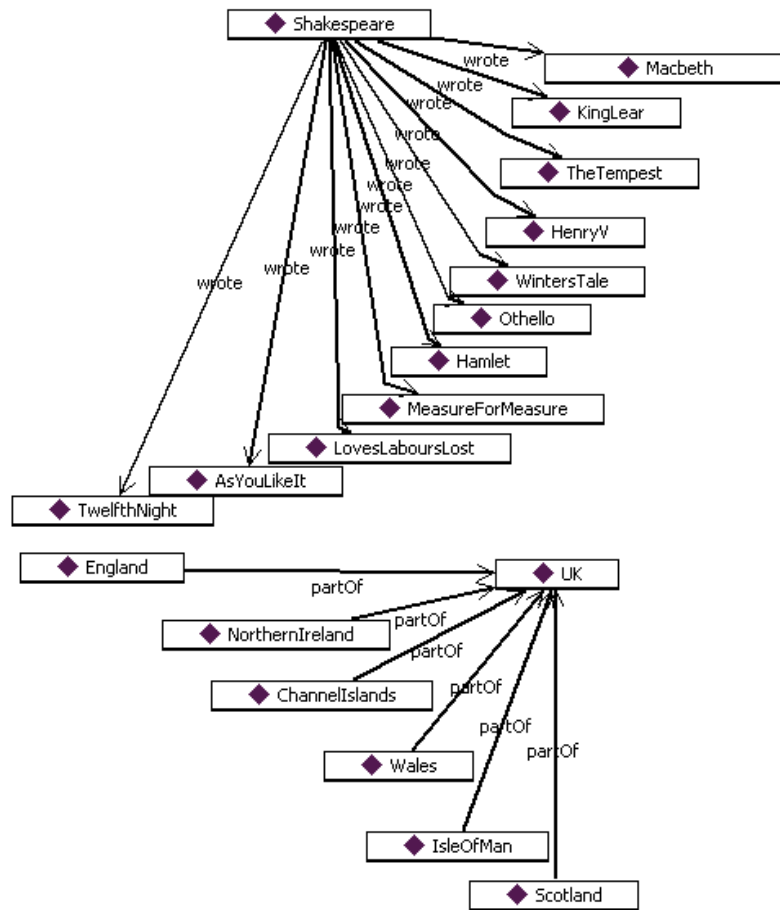 Shakespeare
wrote
Macbeth
wrote
KingLear
wrote
wrote
TheTempest
wrote
wrote
wrote
HenryV
wrote
wrote
WintersTale
wrote
wrote
Othello
Hamlet
MeasureForMeasure
LovesLaboursLost
AsYouLikeIt
TwelfthNight
England
UK
partOf
NorthernIreland
partOf
partOf
ChannelIslands
partOf
Wales
partOf
partOf
IsleOfMan
Scotland